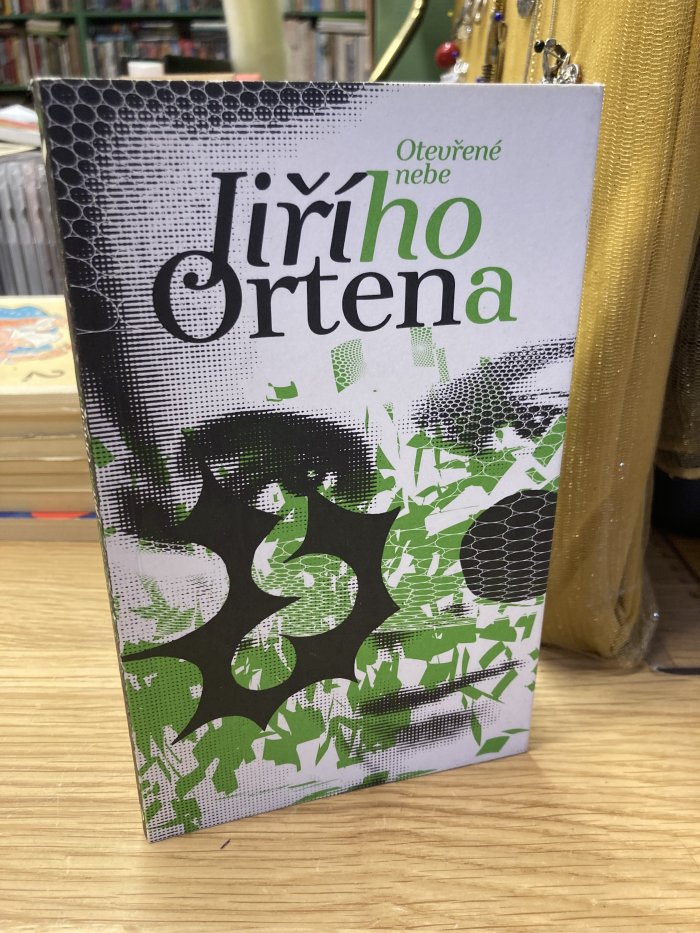 Otevřené
nebe
Jiřího
Ortena